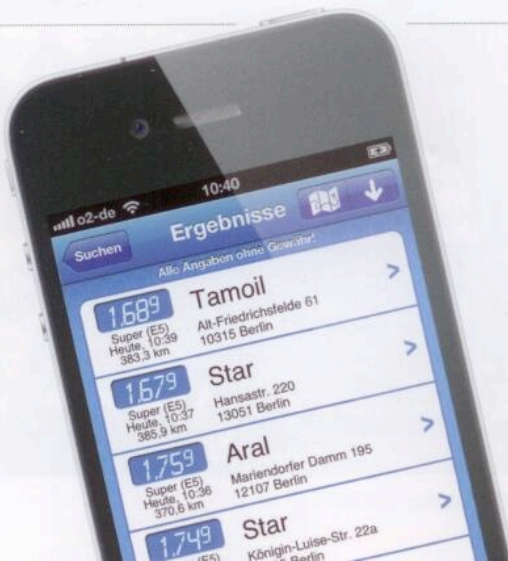 o2-de 10:40
Suchen Ergebnisse
Alle Angaben ohne Gewähr!
1.689 Tamoil
Super (E5)
Heute, 10:39
383,3 km
Alt-Friedrichsfelde 61
10315 Berlin
1.679 Star
Super (E5)
Heute, 10:37
385,9 km
Hansastr. 220
13051 Berlin
1.759 Aral
Super (E5)
Heute, 10:36
370,6 km
Mariendorfer Damm 195
12107 Berlin
1.749 Star
(E5)
Königin-Luise-Str. 22a
Berlin